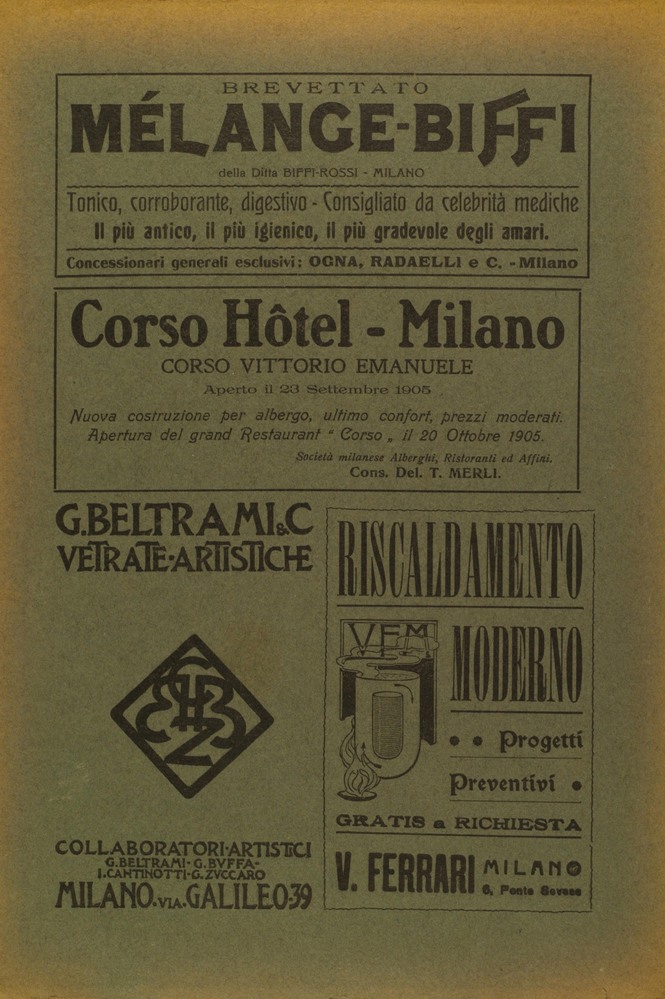 BREVETTATO
MÉLANGE-BIFFI
della Ditta BIFFI-ROSSI - MILANO
Tonico, corroborante, digestivo - Consigliato da celebrità mediche
Il più antico, il più igienico, il più gradevole degli amari.
Concessionari generali esclusivi: OGNA, RADAELLI e C. - Milano
Corso Hôtel - Milano
CORSO VITTORIO EMANUELE
Aperto il 23 Settembre 1905
Nuova costruzione per albergo, ultimo confort, prezzi moderati.
Apertura del grand Restaurant “ Corso „ il 20 Ottobre 1905.
Società milanese Alberghi, Ristoranti ed Affini.
Cons. Del. T. MERLI.
G. BELTRAMI & C
VETRATE·ARTISTICHE
COLLABORATORI·ARTISTICI
G. BELTRAMI· G. BVFFA·
I. CANTINOTTI·G. ZVCCARO
MILANO. VIA. GALILEO·39
RISCALDAMENTO
MODERNO
• • Progetti
Preventivi •
GRATIS a RICHIESTA
V. FERRARI MILANO
6, Ponte Seveso